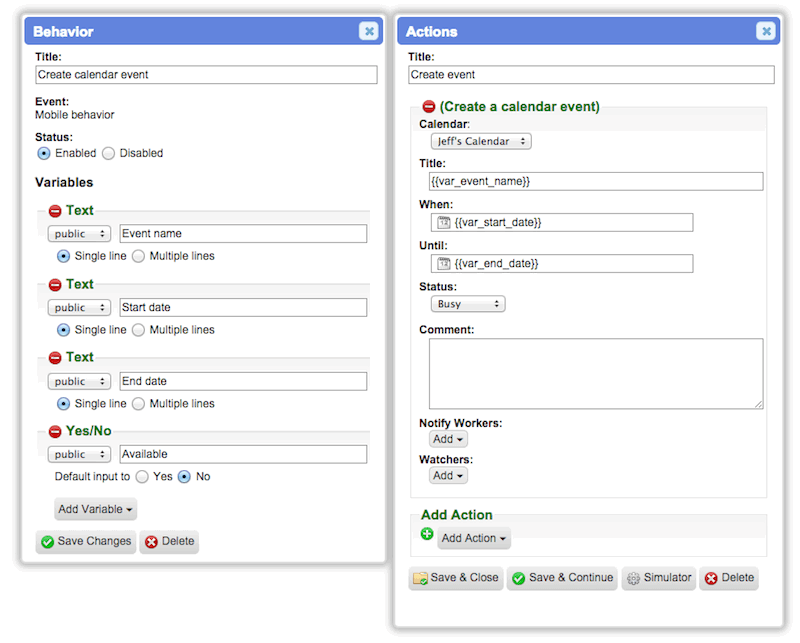 Behavior
Title:
Create calendar event
Event:
Mobile behavior
Status:
Enabled Disabled
Variables
Text
public Event name
Single line Multiple lines
Text
public Start date
Single line Multiple lines
Text
public End date
Single line Multiple lines
Yes/No
public Available
Default input to Yes No
Add Variable
Save Changes Delete
Actions
Title:
Create event
(Create a calendar event)
Calendar:
Jeff's Calendar
Title:
{{var_event_name}}
When:
{{var_start_date}}
Until:
{{var_end_date}}
Status:
Busy
Comment:
Notify Workers:
Add
Watchers:
Add
Add Action
Add Action
Save & Close Save & Continue Simulator Delete